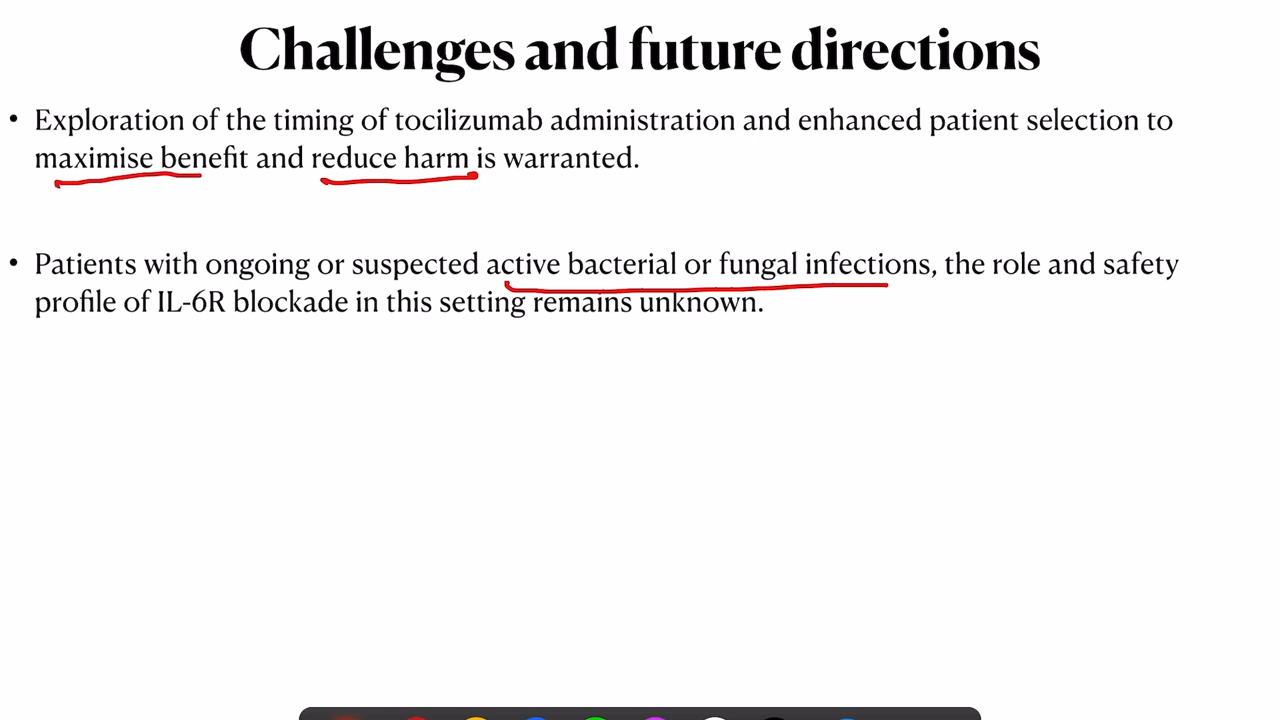 Challenges and future directions
• Exploration of the timing of tocilizumab administration and enhanced patient selection to
maximise benefit and reduce harm is warranted.
• Patients with ongoing or suspected active bacterial or fungal infections, the role and safety
profile of IL-6R blockade in this setting remains unknown.